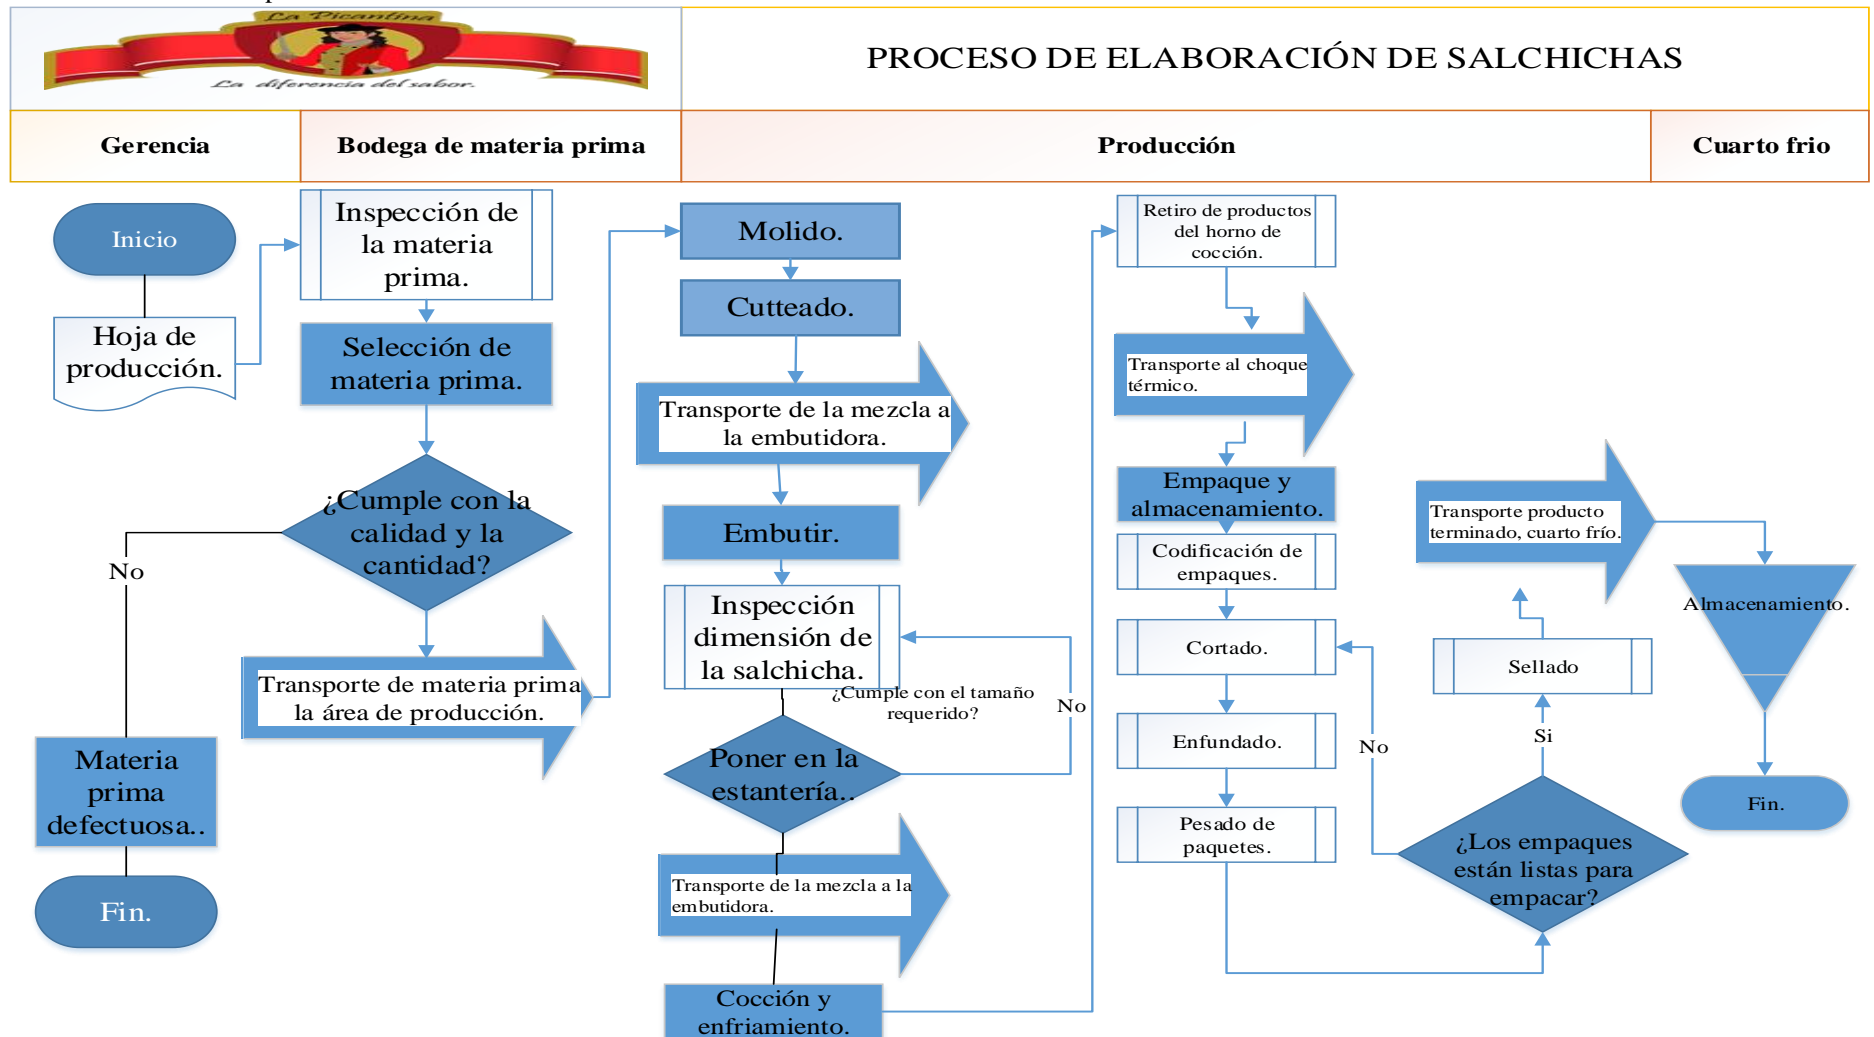 La Picantina
La diferencia del sabor.
PROCESO DE ELABORACIÓN DE SALCHICHAS
Gerencia
Bodega de materia prima
Producción
Cuarto frio
Inicio
Hoja de
producción.
Inspección de
la materia
prima.
Selección de
materia prima.
¿Cumple con la
calidad y la
cantidad?
No
Materia
prima
defectuosa..
Fin.
Transporte de materia prima
la área de producción.
Molido.
Cutteado.
Transporte de la mezcla a
la embutidora.
Embutir.
Inspección
dimensión de
la salchicha.
¿Cumple con el tamaño
requerido?
No
Poner en la
estantería..
Transporte de la mezcla a la
embutidora.
Cocción y
enfriamiento.
Retiro de productos
del horno de
cocción.
Transporte al choque
térmico.
Empaque y
almacenamiento.
Codificación de
empaques.
Cortado.
Enfundado.
Pesado de
paquetes.
No
¿Los empaques
están listas para
empacar?
Si
Sellado
Transporte producto
terminado, cuarto frío.
Almacenamiento.
Fin.